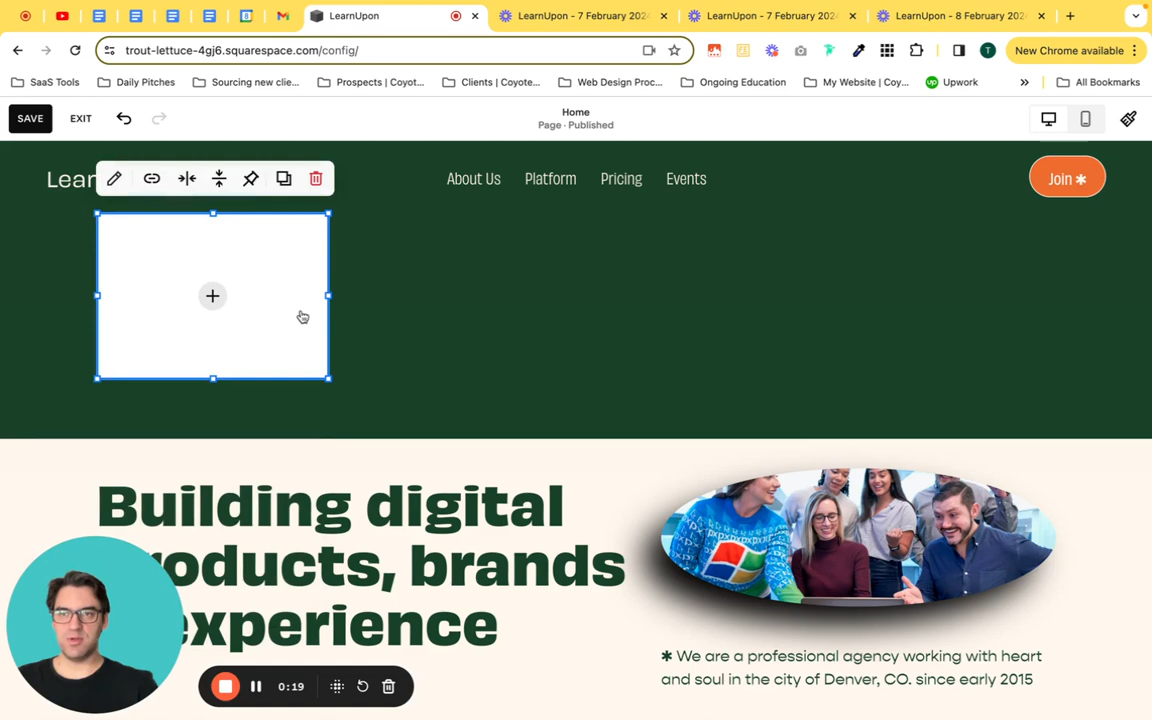 LearnUpon
LearnUpon - 7 February 202
LearnUpon - 7 February 202
LearnUpon - 8 February 202
trout-lettuce-4gj6.squarespace.com/config/
T
New Chrome available
SaaS Tools
Daily Pitches
Sourcing new clie...
Prospects | Coyot...
Clients | Coyote...
Web Design Proc...
Ongoing Education
My Website | Coy...
up
Upwork
All Bookmarks
SAVE
EXIT
Home
Page · Published
Lear
About Us
Platform
Pricing
Events
Join ✱
Building digital
roducts, brands
experience
✱ We are a professional agency working with heart
and soul in the city of Denver, CO. since early 2015
0:19